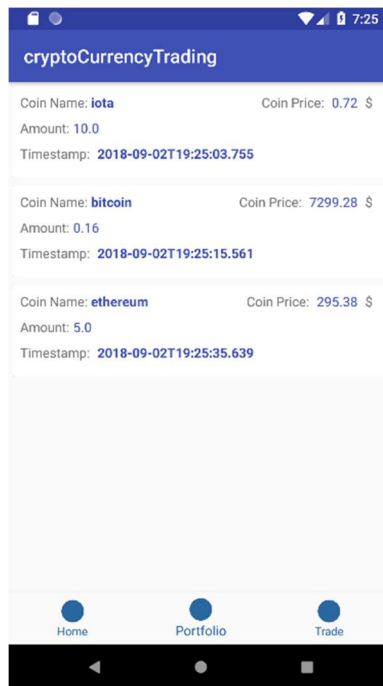 7:25
cryptoCurrencyTrading
Coin Name: iota Coin Price: 0.72 $
Amount: 10.0
Timestamp: 2018-09-02T19:25:03.755
Coin Name: bitcoin Coin Price: 7299.28 $
Amount: 0.16
Timestamp: 2018-09-02T19:25:15.561
Coin Name: ethereum Coin Price: 295.38 $
Amount: 5.0
Timestamp: 2018-09-02T19:25:35.639
Home Portfolio Trade